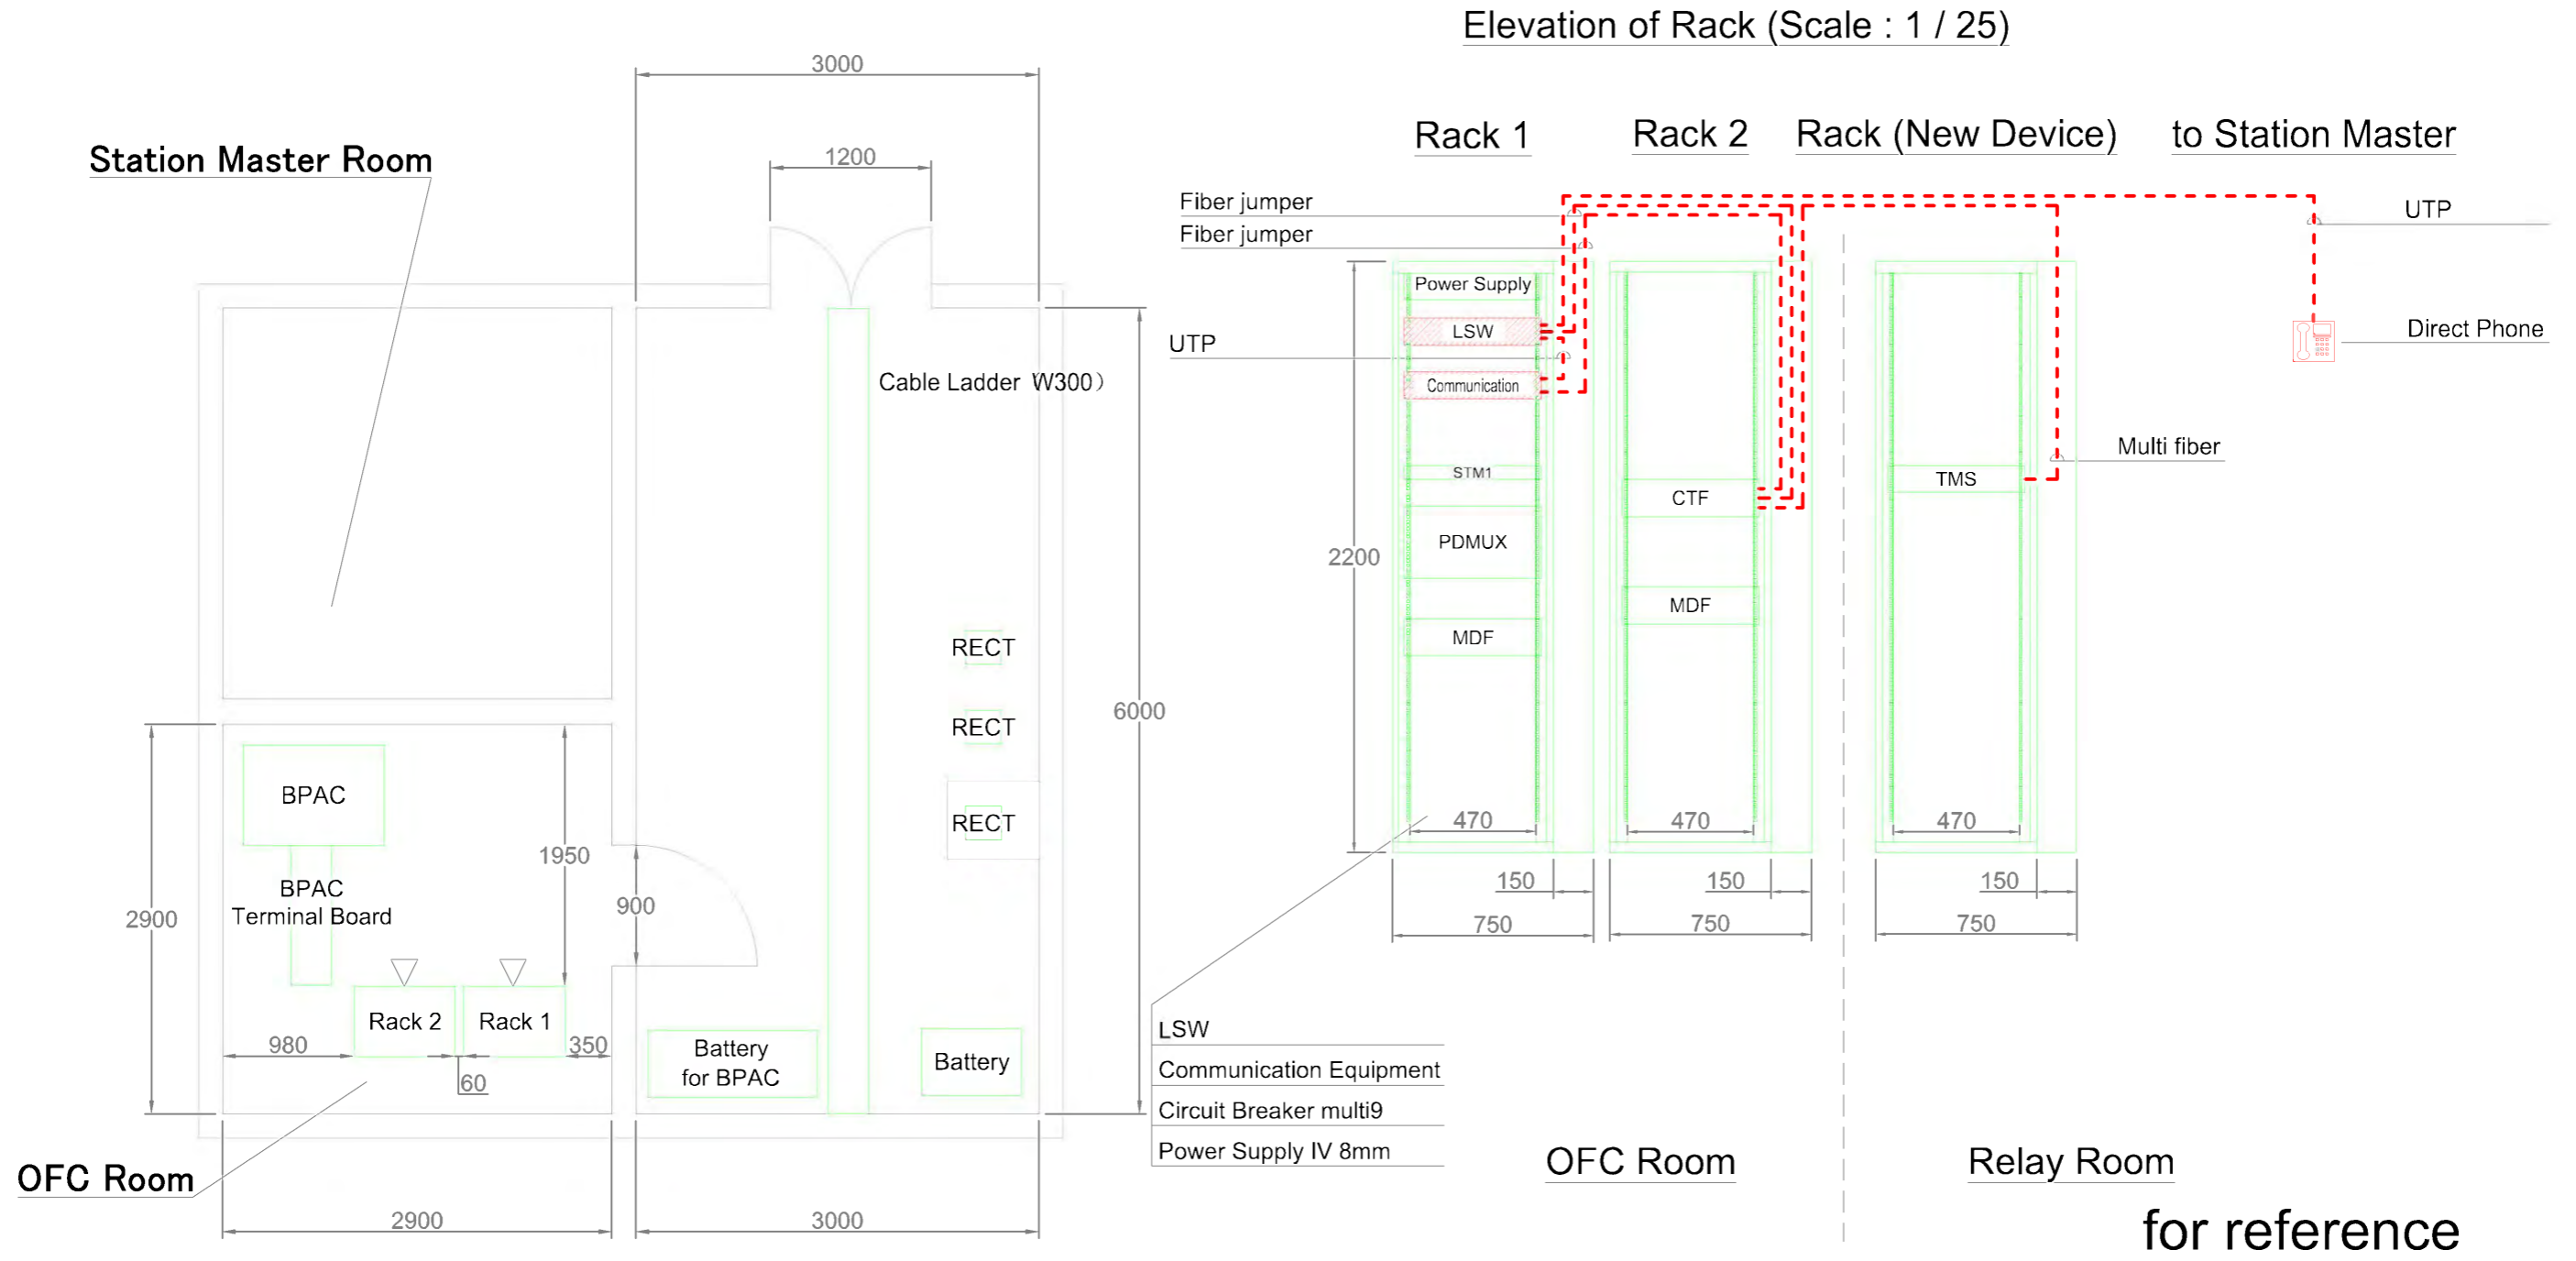 Elevation of Rack (Scale : 1 / 25)
3000
1200
Station Master Room
Rack 1
Rack 2
Rack (New Device)
to Station Master
Fiber jumper
Fiber jumper
UTP
UTP
Direct Phone
Cable Ladder W300）
Power Supply
LSW
Communication
STM1
PDMUX
MDF
CTF
MDF
TMS
Multi fiber
2200
6000
RECT
RECT
RECT
BPAC
BPAC
Terminal Board
1950
900
2900
Rack 2
Rack 1
980
350
60
Battery
for BPAC
Battery
470
470
470
150
150
150
750
750
750
LSW
Communication Equipment
Circuit Breaker multi9
Power Supply IV 8mm
OFC Room
2900
3000
OFC Room
Relay Room
for reference